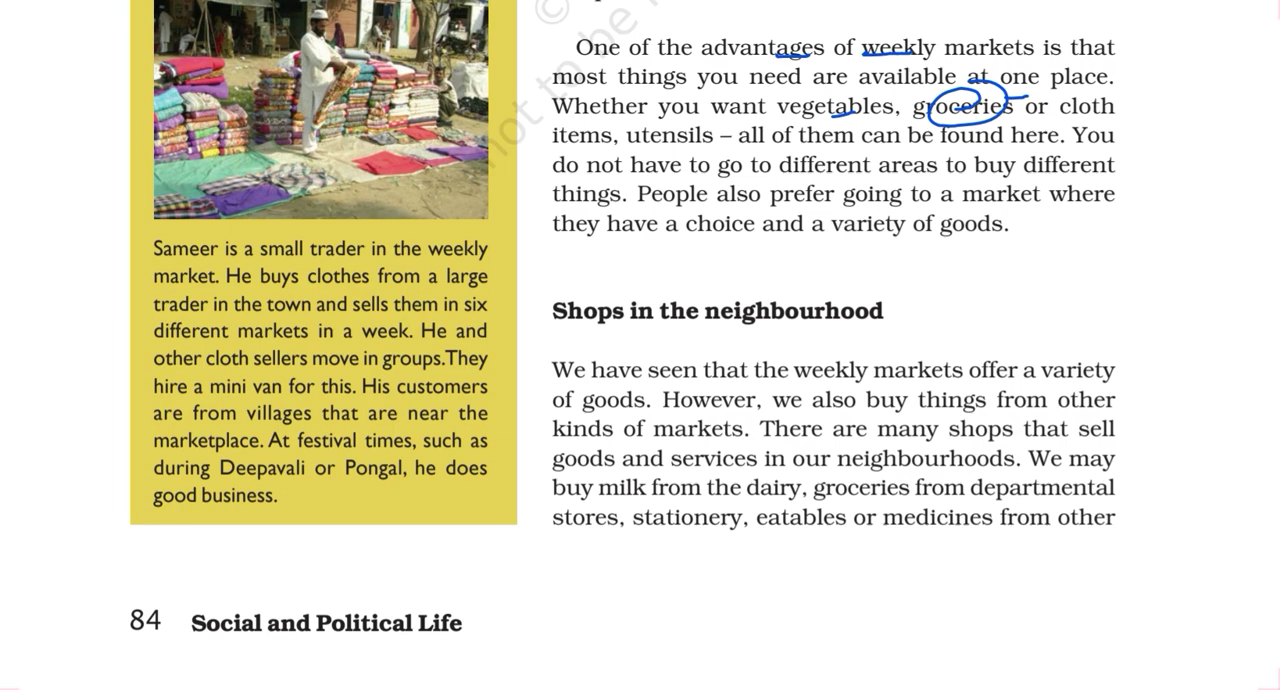 One of the advantages of weekly markets is that
most things you need are available at one place.
Whether you want vegetables, groceries or cloth
items, utensils – all of them can be found here. You
do not have to go to different areas to buy different
things. People also prefer going to a market where
they have a choice and a variety of goods.
Sameer is a small trader in the weekly
market. He buys clothes from a large
trader in the town and sells them in six
different markets in a week. He and
other cloth sellers move in groups.They
hire a mini van for this. His customers
are from villages that are near the
marketplace. At festival times, such as
during Deepavali or Pongal, he does
good business.
Shops in the neighbourhood
We have seen that the weekly markets offer a variety
of goods. However, we also buy things from other
kinds of markets. There are many shops that sell
goods and services in our neighbourhoods. We may
buy milk from the dairy, groceries from departmental
stores, stationery, eatables or medicines from other
84 Social and Political Life
© not to be